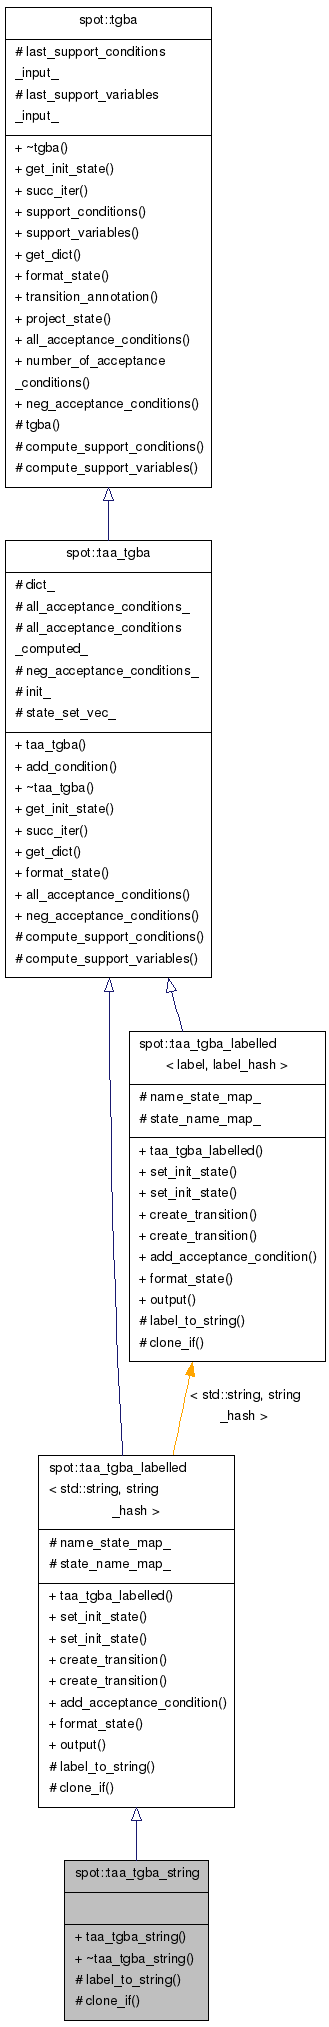 spot::tgba
# last_support_conditions
_input_
# last_support_variables
_input_
+ ~tgba()
+ get_init_state()
+ succ_iter()
+ support_conditions()
+ support_variables()
+ get_dict()
+ format_state()
+ transition_annotation()
+ project_state()
+ all_acceptance_conditions()
+ number_of_acceptance
_conditions()
+ neg_acceptance_conditions()
# tgba()
# compute_support_conditions()
# compute_support_variables()
spot::taa_tgba
# dict_
# all_acceptance_conditions_
# all_acceptance_conditions
_computed_
# neg_acceptance_conditions_
# init_
# state_set_vec_
+ taa_tgba()
+ add_condition()
+ ~taa_tgba()
+ get_init_state()
+ succ_iter()
+ get_dict()
+ format_state()
+ all_acceptance_conditions()
+ neg_acceptance_conditions()
# compute_support_conditions()
# compute_support_variables()
spot::taa_tgba_labelled
< label, label_hash >
# name_state_map_
# state_name_map_
+ taa_tgba_labelled()
+ set_init_state()
+ set_init_state()
+ create_transition()
+ create_transition()
+ add_acceptance_condition()
+ format_state()
+ output()
# label_to_string()
# clone_if()
< std::string, string
_hash >
spot::taa_tgba_labelled
< std::string, string
_hash >
# name_state_map_
# state_name_map_
+ taa_tgba_labelled()
+ set_init_state()
+ set_init_state()
+ create_transition()
+ create_transition()
+ add_acceptance_condition()
+ format_state()
+ output()
# label_to_string()
# clone_if()
spot::taa_tgba_string
+ taa_tgba_string()
+ ~taa_tgba_string()
# label_to_string()
# clone_if()